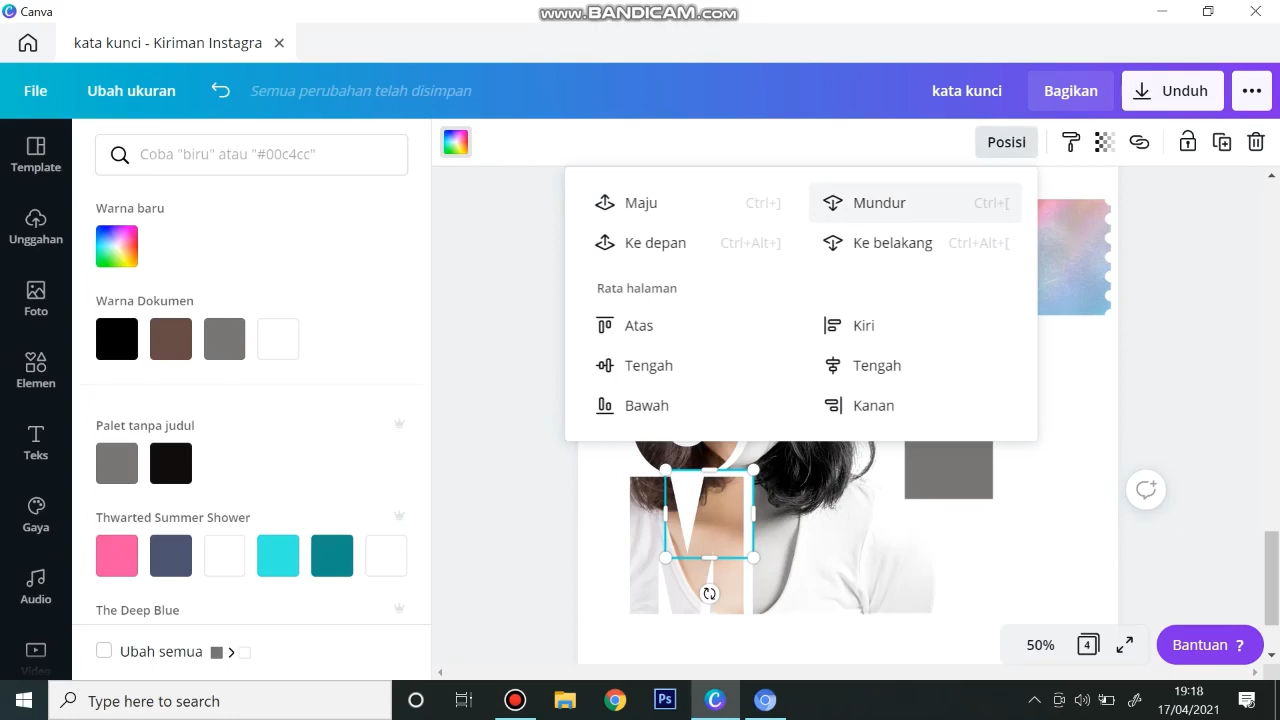 Canva
www.BANDICAM.com
kata kunci - Kiriman Instagra
File
Ubah ukuran
Semua perubahan telah disimpan
kata kunci
Bagikan
Unduh
Template
Unggahan
Foto
Elemen
Teks
Gaya
Audio
Video
Coba "biru" atau "#00c4cc"
Warna baru
Warna Dokumen
Palet tanpa judul
Thwarted Summer Shower
The Deep Blue
Ubah semua
Posisi
Maju Ctrl+]
Mundur Ctrl+[
Ke depan Ctrl+Alt+]
Ke belakang Ctrl+Alt+[
Rata halaman
Atas
Kiri
Tengah
Tengah
Bawah
Kanan
50%
4
Bantuan ?
Type here to search
Ps
19:18
17/04/2021